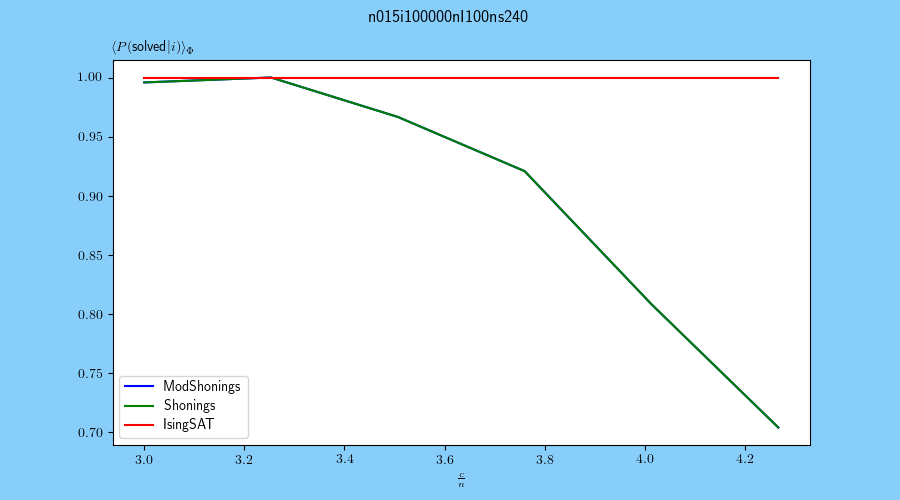 n015i100000nI100ns240
⟨P(solved|i)⟩_Φ
1.00
0.95
0.90
0.85
0.80
0.75
0.70
ModShonings
Shonings
IsingSAT
3.0 3.2 3.4 3.6 3.8 4.0 4.2
c/n